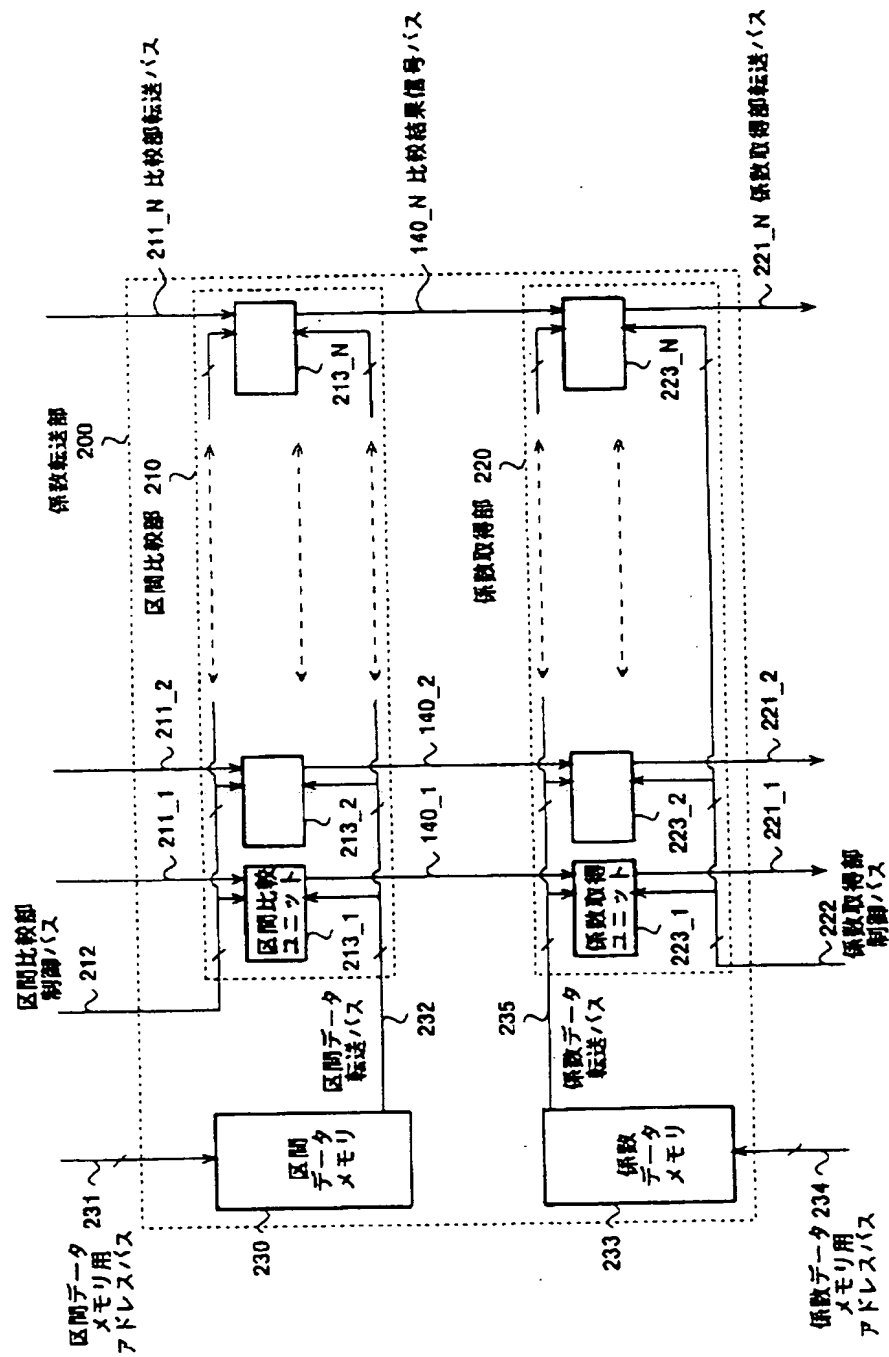 211_N 比較部転送バス
140_N 比較結果信号バス
221_N 係数取得部転送バス
係数転送部
200
区間比較部 210
213_N
係数取得部 220
223_N
211_2
211_1
140_2
140_1
221_2
221_1
213_2
223_2
区間比較部
制御バス
212
区間比較
ユニット
213_1
係数取得
ユニット
223_1
222
係数取得部
制御バス
区間データ
転送バス
232
235
係数データ
転送バス
区間データ
メモリ用
アドレスバス
231
区間
データ
メモリ
230
係数
データ
メモリ
233
係数データ 234
メモリ用
アドレスバス